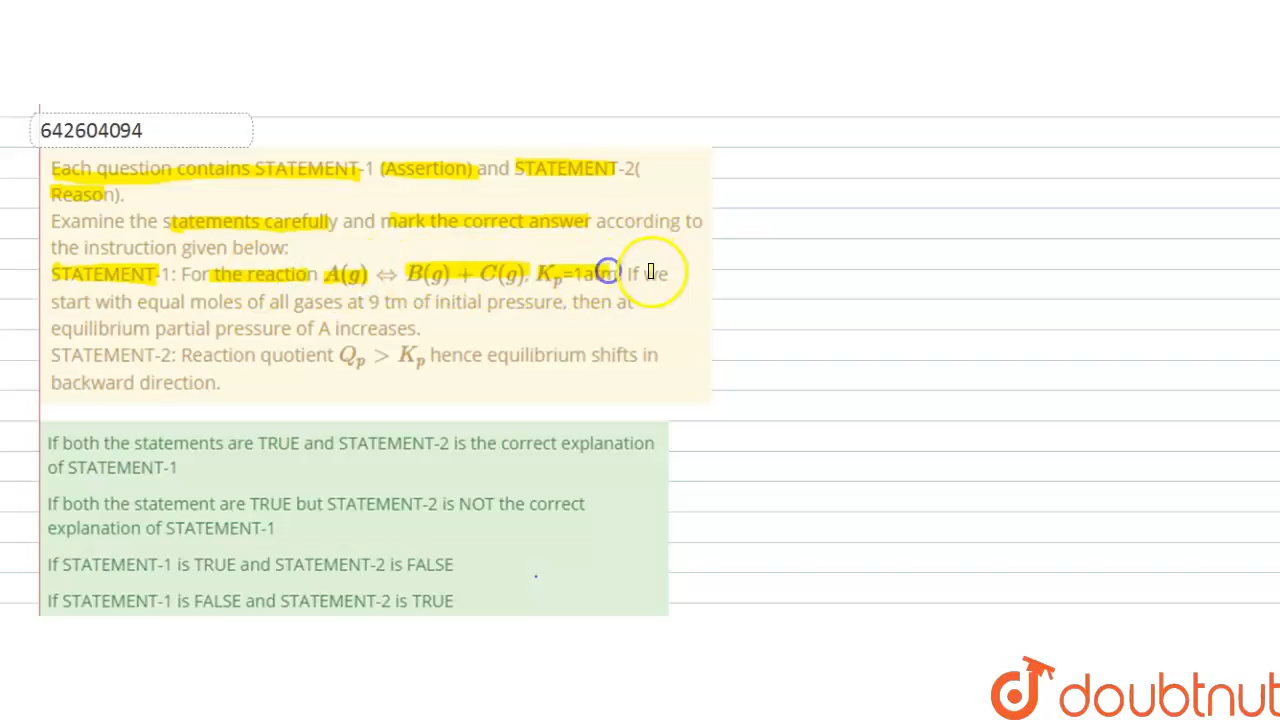 642604094
Each question contains STATEMENT-1 (Assertion) and STATEMENT-2(
Reason).
Examine the statements carefully and mark the correct answer according to
the instruction given below:
STATEMENT-1: For the reaction A(g) ⇔ B(g) + C(g), Kp=1atm. If we
start with equal moles of all gases at 9 tm of initial pressure, then at
equilibrium partial pressure of A increases.
STATEMENT-2: Reaction quotient Qp > Kp hence equilibrium shifts in
backward direction.
If both the statements are TRUE and STATEMENT-2 is the correct explanation
of STATEMENT-1
If both the statement are TRUE but STATEMENT-2 is NOT the correct
explanation of STATEMENT-1
If STATEMENT-1 is TRUE and STATEMENT-2 is FALSE
If STATEMENT-1 is FALSE and STATEMENT-2 is TRUE
doubtnut